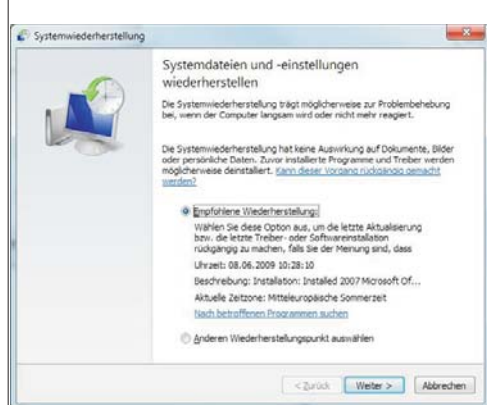 Systemwiederherstellung
Systemdateien und -einstellungen
wiederherstellen
Die Systemwiederherstellung trägt möglicherweise zur Problembehebung
bei, wenn der Computer langsam wird oder nicht mehr reagiert.
Die Systemwiederherstellung hat keine Auswirkung auf Dokumente, Bilder
oder persönliche Daten. Zuvor installierte Programme und Treiber werden
möglicherweise deinstalliert. Kann dieser Vorgang rückgängig gemacht
werden?
Empfohlene Wiederherstellung:
Wählen Sie diese Option aus, um die letzte Aktualisierung
bzw. die letzte Treiber- oder Softwareinstallation
rückgängig zu machen, falls Sie der Meinung sind, dass
Uhrzeit: 08.06.2009 10:28:10
Beschreibung: Installation: Installed 2007 Microsoft Of...
Aktuelle Zeitzone: Mitteleuropäische Sommerzeit
Nach betroffenen Programmen suchen
Anderen Wiederherstellungspunkt auswählen
< Zurück Weiter > Abbrechen